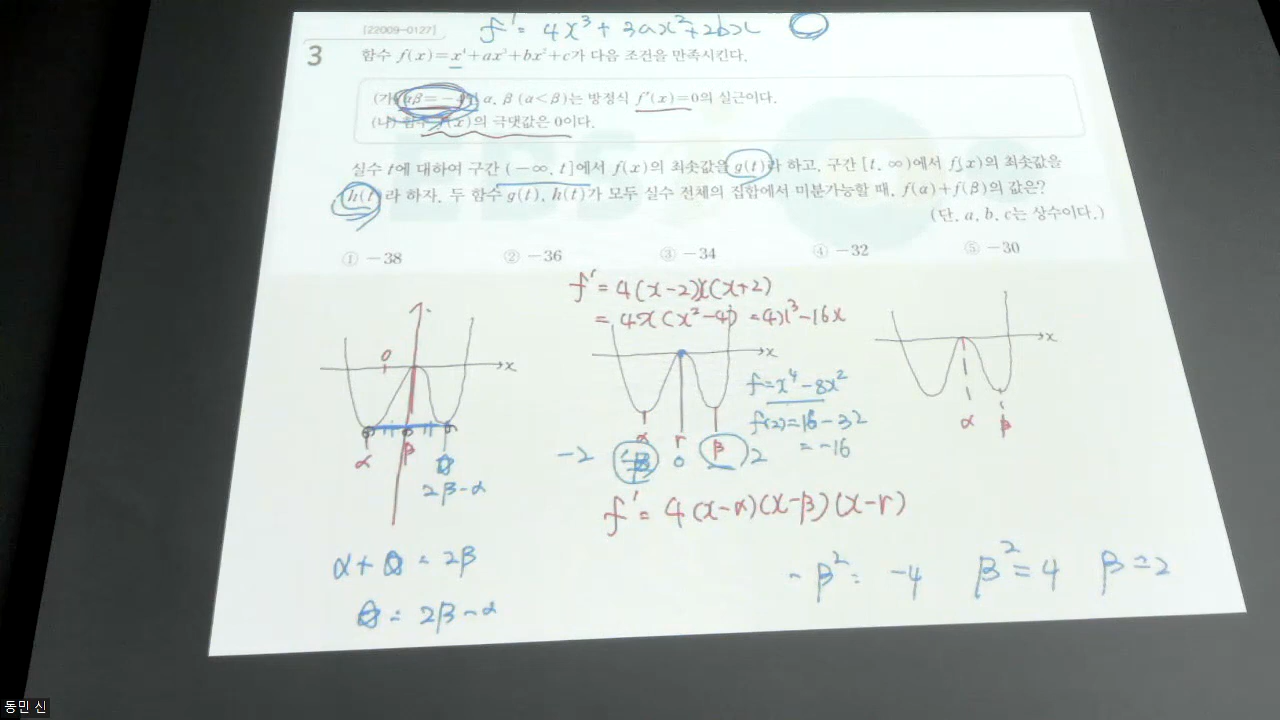 [22009-0127]
f' = 4x³ + 3ax² + 2bx
3
함수 f(x)=x⁴+ax³+bx²+c가 다음 조건을 만족시킨다.
(가) αβ=-4인 α, β (α<β)는 방정식 f'(x)=0의 실근이다.
(나) 함수 f(x)의 극댓값은 0이다.
실수 t에 대하여 구간 (-∞, t]에서 f(x)의 최솟값을 g(t)라 하고, 구간 [t, ∞)에서 f(x)의 최솟값을
h(t)라 하자. 두 함수 g(t), h(t)가 모두 실수 전체의 집합에서 미분가능할 때, f(α)+f(β)의 값은?
(단, a, b, c는 상수이다.)
① -38 ② -36 ③ -34 ④ -32 ⑤ -30
f' = 4(x-2)x(x+2)
= 4x(x²-4) = 4x³-16x
0 x x x
f=x⁴-8x²
f(2)=16-32
= -16
α β
2β-α
α r β
-2 0 2
α β
f' = 4(x-α)(x-β)(x-r)
= 2β
= 2β-α
-β² = -4 β² = 4 β = 2
동민 신